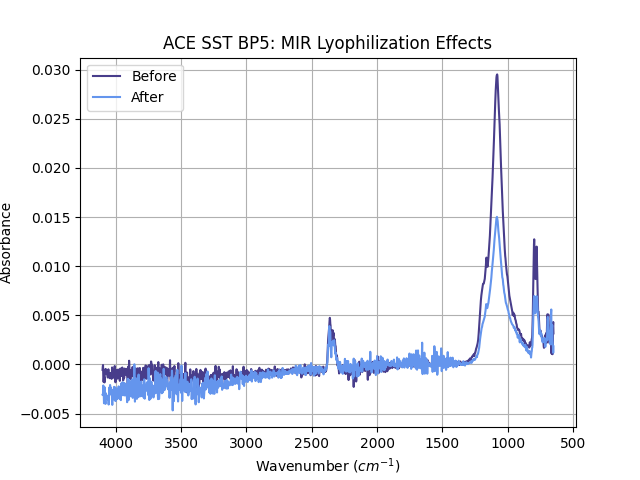 ACE SST BP5: MIR Lyophilization Effects
Before
After
0.030
0.025
0.020
0.015
0.010
0.005
0.000
−0.005
Absorbance
4000 3500 3000 2500 2000 1500 1000 500
Wavenumber (cm⁻¹)